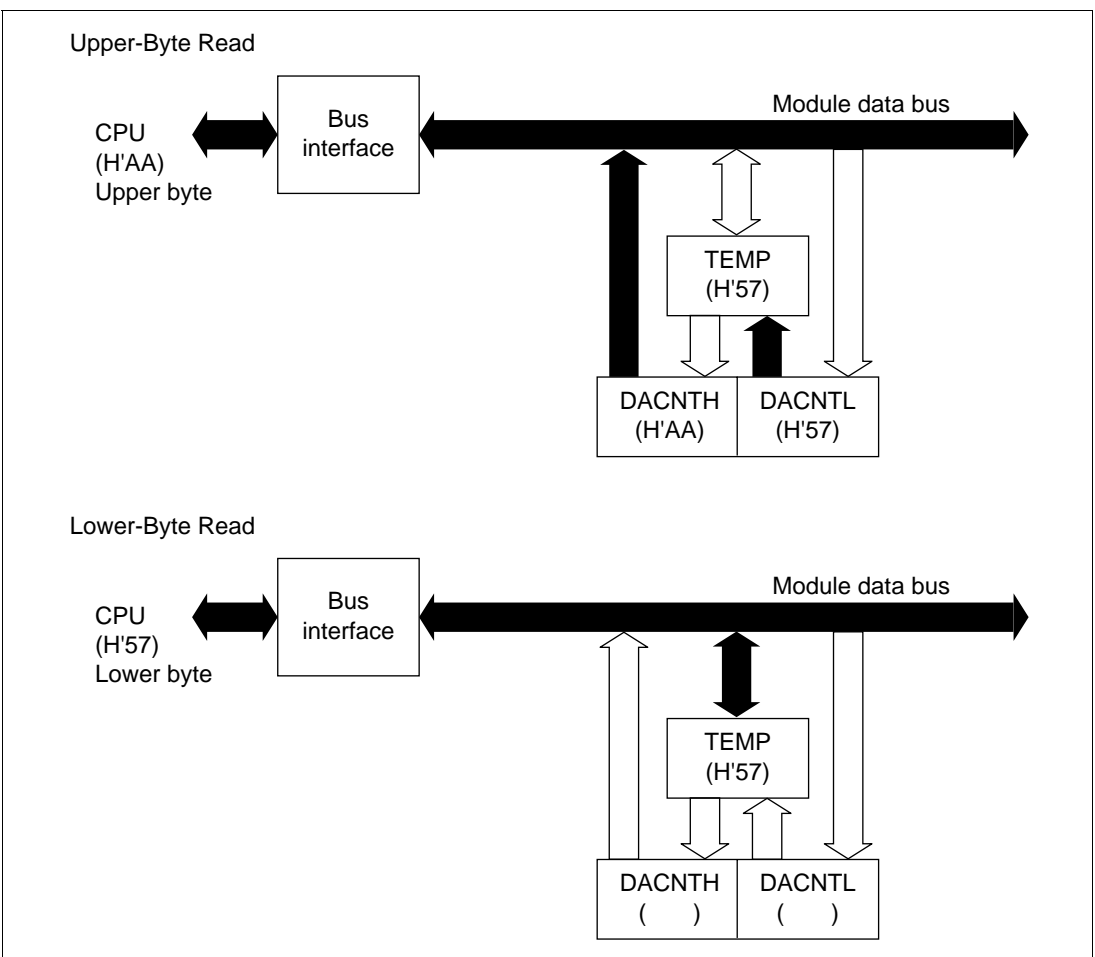 Upper-Byte Read
CPU
(H'AA)
Upper byte
Bus
interface
Module data bus
TEMP
(H'57)
DACNTH
(H'AA)
DACNTL
(H'57)
Lower-Byte Read
CPU
(H'57)
Lower byte
Bus
interface
Module data bus
TEMP
(H'57)
DACNTH
(      )
DACNTL
(      )